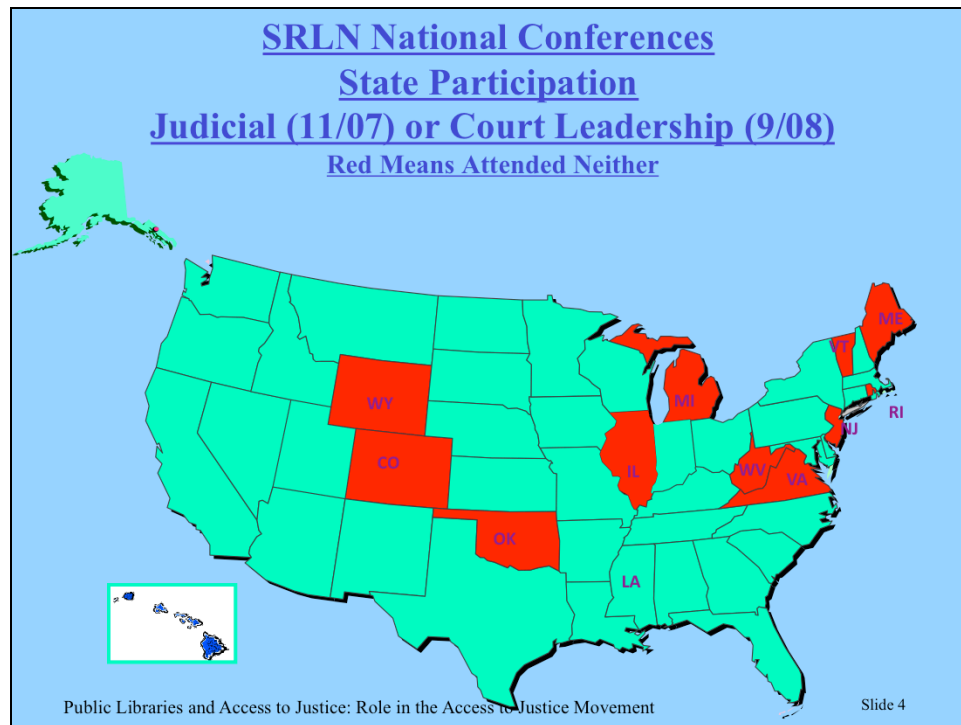 SRLN National Conferences
State Participation
Judicial (11/07) or Court Leadership (9/08)
Red Means Attended Neither
ME
VT
WY
MI
RI
NJ
CO
IL
WV
VA
OK
LA
Public Libraries and Access to Justice: Role in the Access to Justice Movement
Slide 4